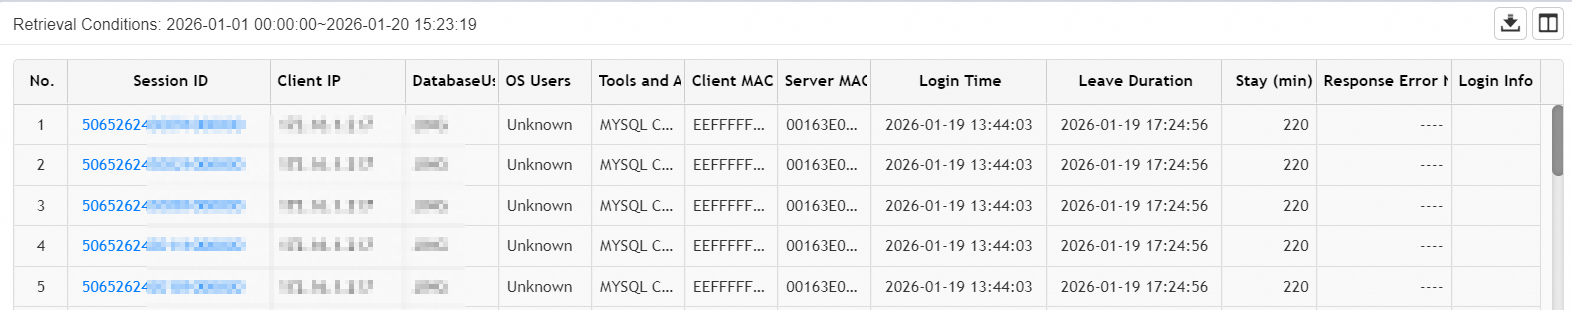 Retrieval Conditions: 2026-01-01 00:00:00~2026-01-20 15:23:19
No. Session ID Client IP DatabaseUs OS Users Tools and A Client MAC Server MAC Login Time Leave Duration Stay (min) Response Error N Login Info
1 50652624 Unknown MYSQL C... EEFFFFF... 00163E0... 2026-01-19 13:44:03 2026-01-19 17:24:56 220 ----
2 50652624 Unknown MYSQL C... EEFFFFF... 00163E0... 2026-01-19 13:44:03 2026-01-19 17:24:56 220 ----
3 50652624 Unknown MYSQL C... EEFFFFF... 00163E0... 2026-01-19 13:44:03 2026-01-19 17:24:56 220 ----
4 50652624 Unknown MYSQL C... EEFFFFF... 00163E0... 2026-01-19 13:44:03 2026-01-19 17:24:56 220 ----
5 50652624 Unknown MYSQL C... EEFFFFF... 00163E0... 2026-01-19 13:44:03 2026-01-19 17:24:56 220 ----